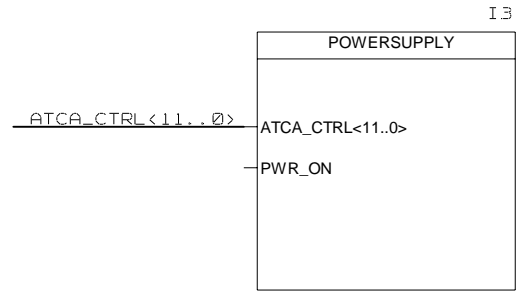 I3
POWERSUPPLY
ATCA_CTRL<11..0>
ATCA_CTRL<11..0>
PWR_ON